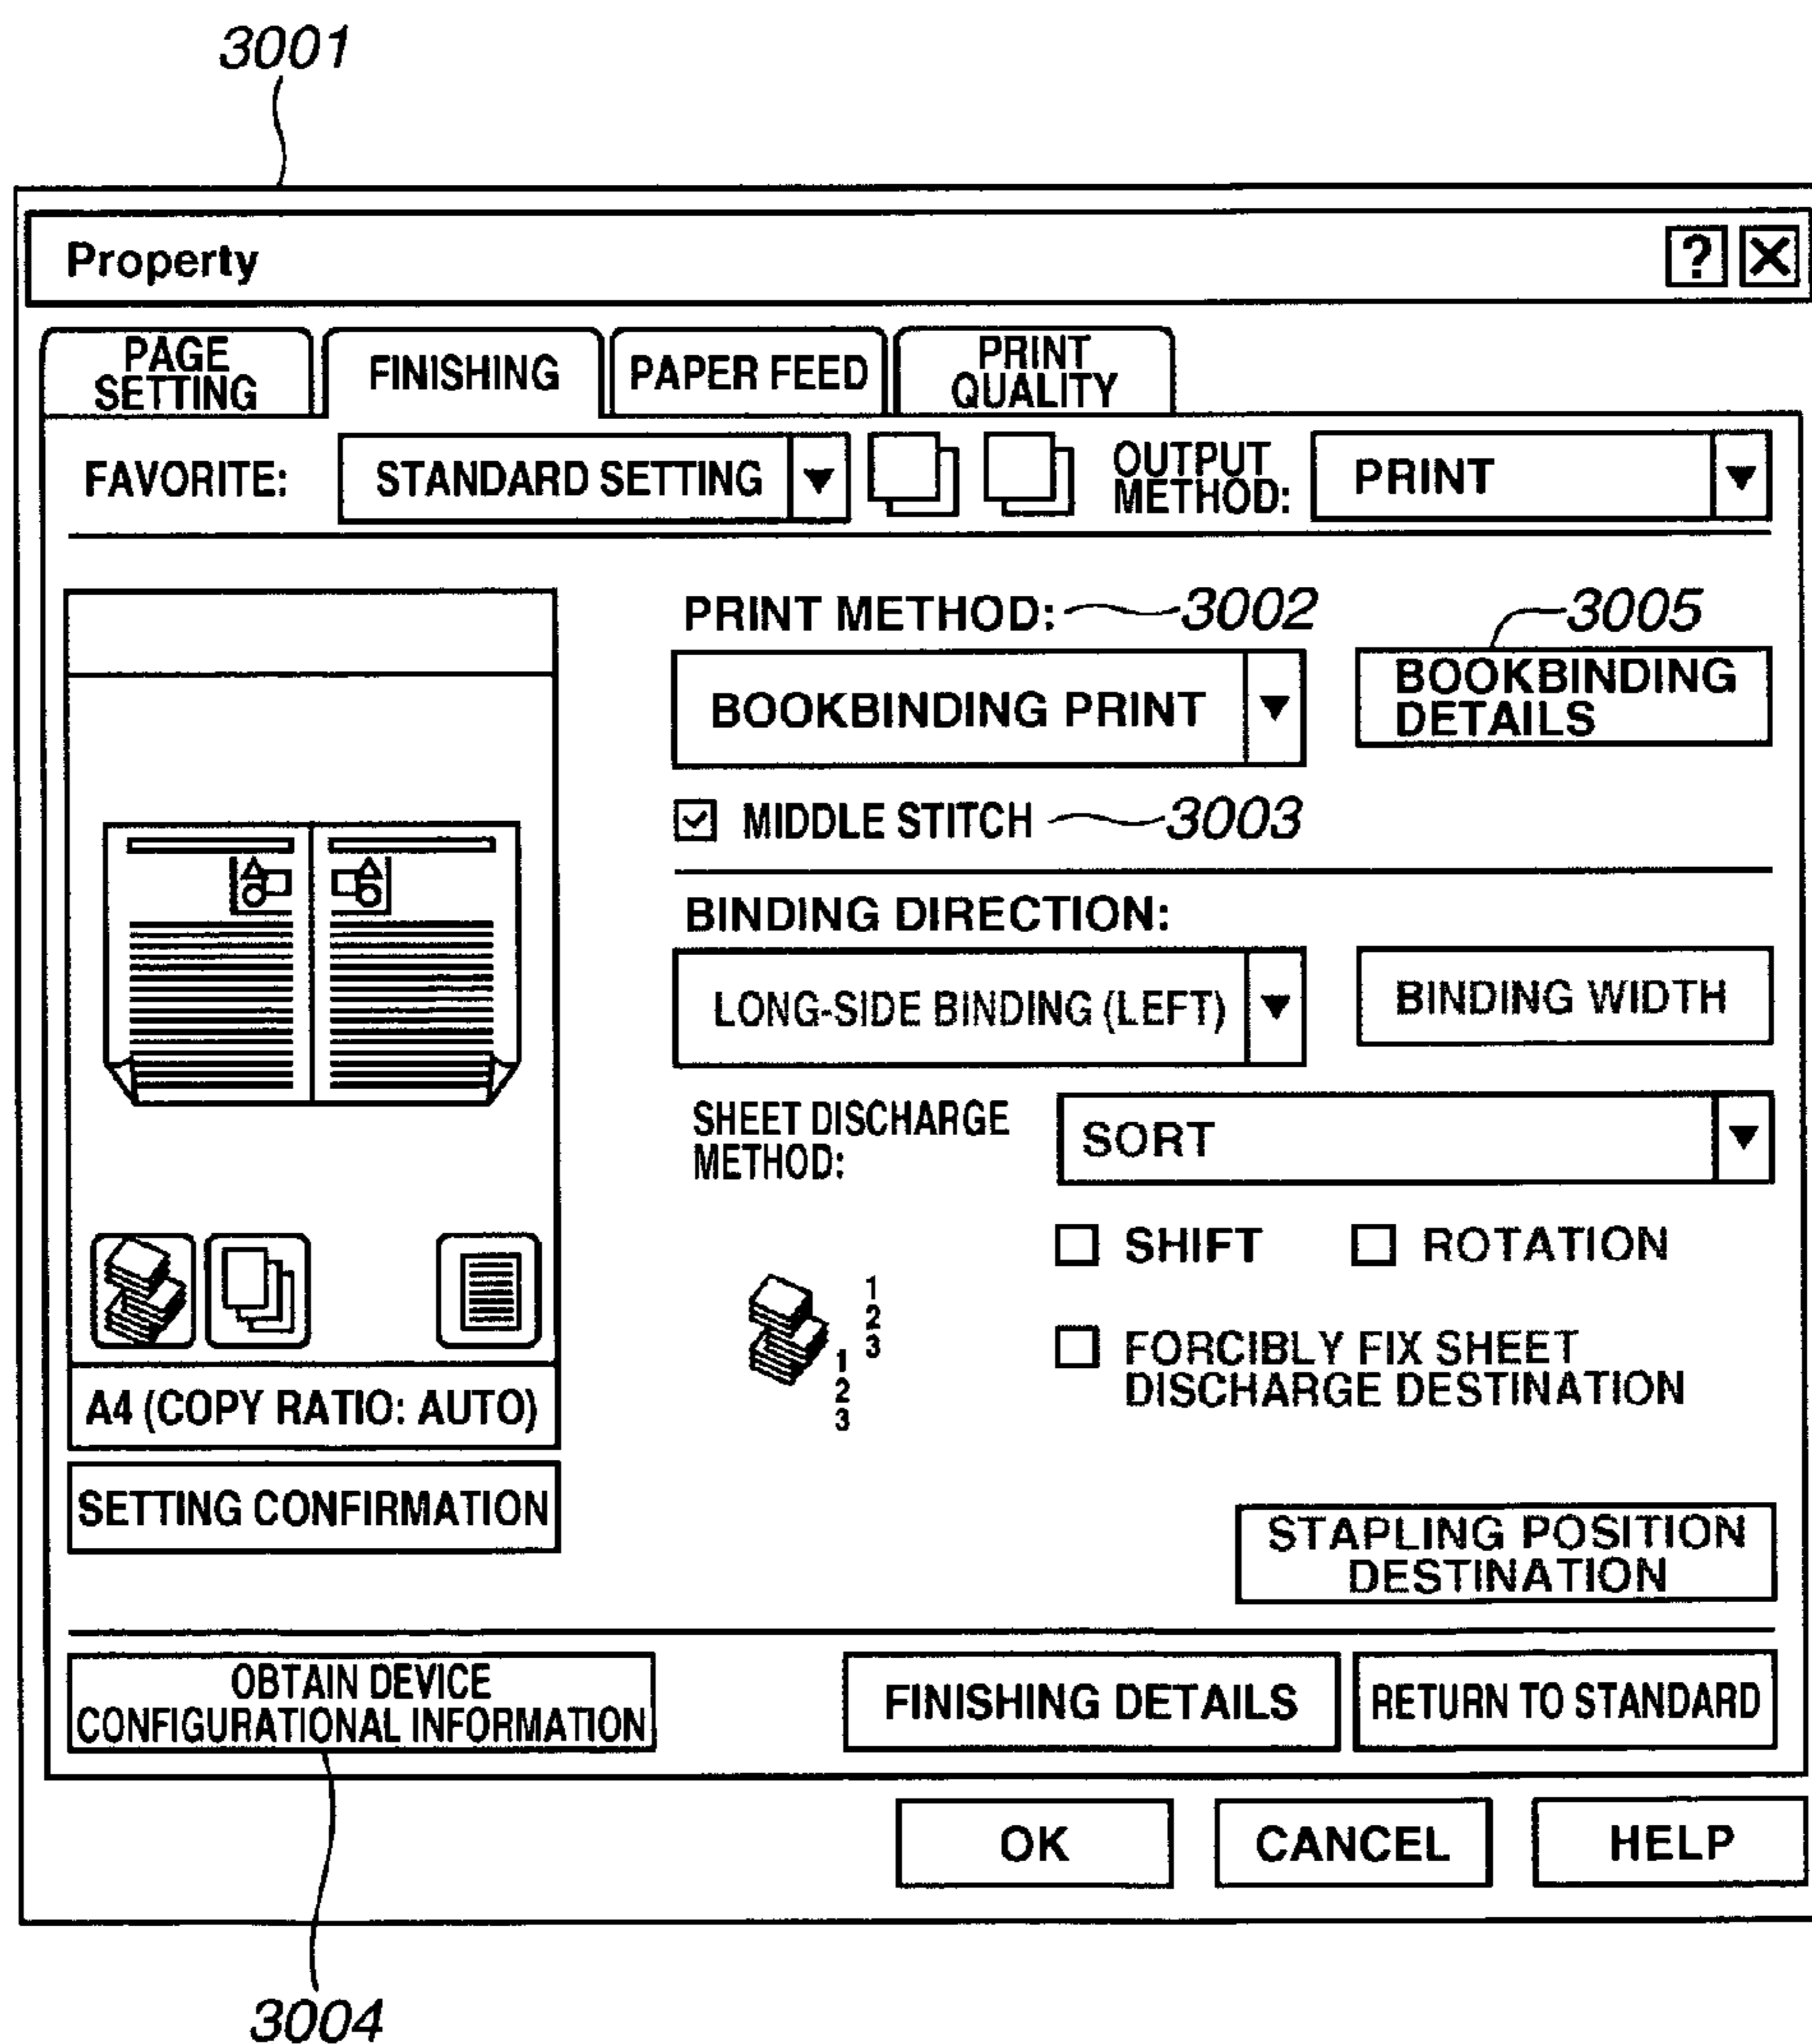 3001
Property
? X
PAGE
SETTING
FINISHING
PAPER FEED
PRINT
QUALITY
FAVORITE:
STANDARD SETTING
OUTPUT
METHOD:
PRINT
PRINT METHOD:
3002
3005
BOOKBINDING PRINT
BOOKBINDING
DETAILS
MIDDLE STITCH
3003
BINDING DIRECTION:
LONG-SIDE BINDING (LEFT)
BINDING WIDTH
SHEET DISCHARGE
METHOD:
SORT
SHIFT
ROTATION
1
2
3
1
2
3
FORCIBLY FIX SHEET
DISCHARGE DESTINATION
A4 (COPY RATIO: AUTO)
SETTING CONFIRMATION
STAPLING POSITION
DESTINATION
OBTAIN DEVICE
CONFIGURATIONAL INFORMATION
FINISHING DETAILS
RETURN TO STANDARD
OK
CANCEL
HELP
3004